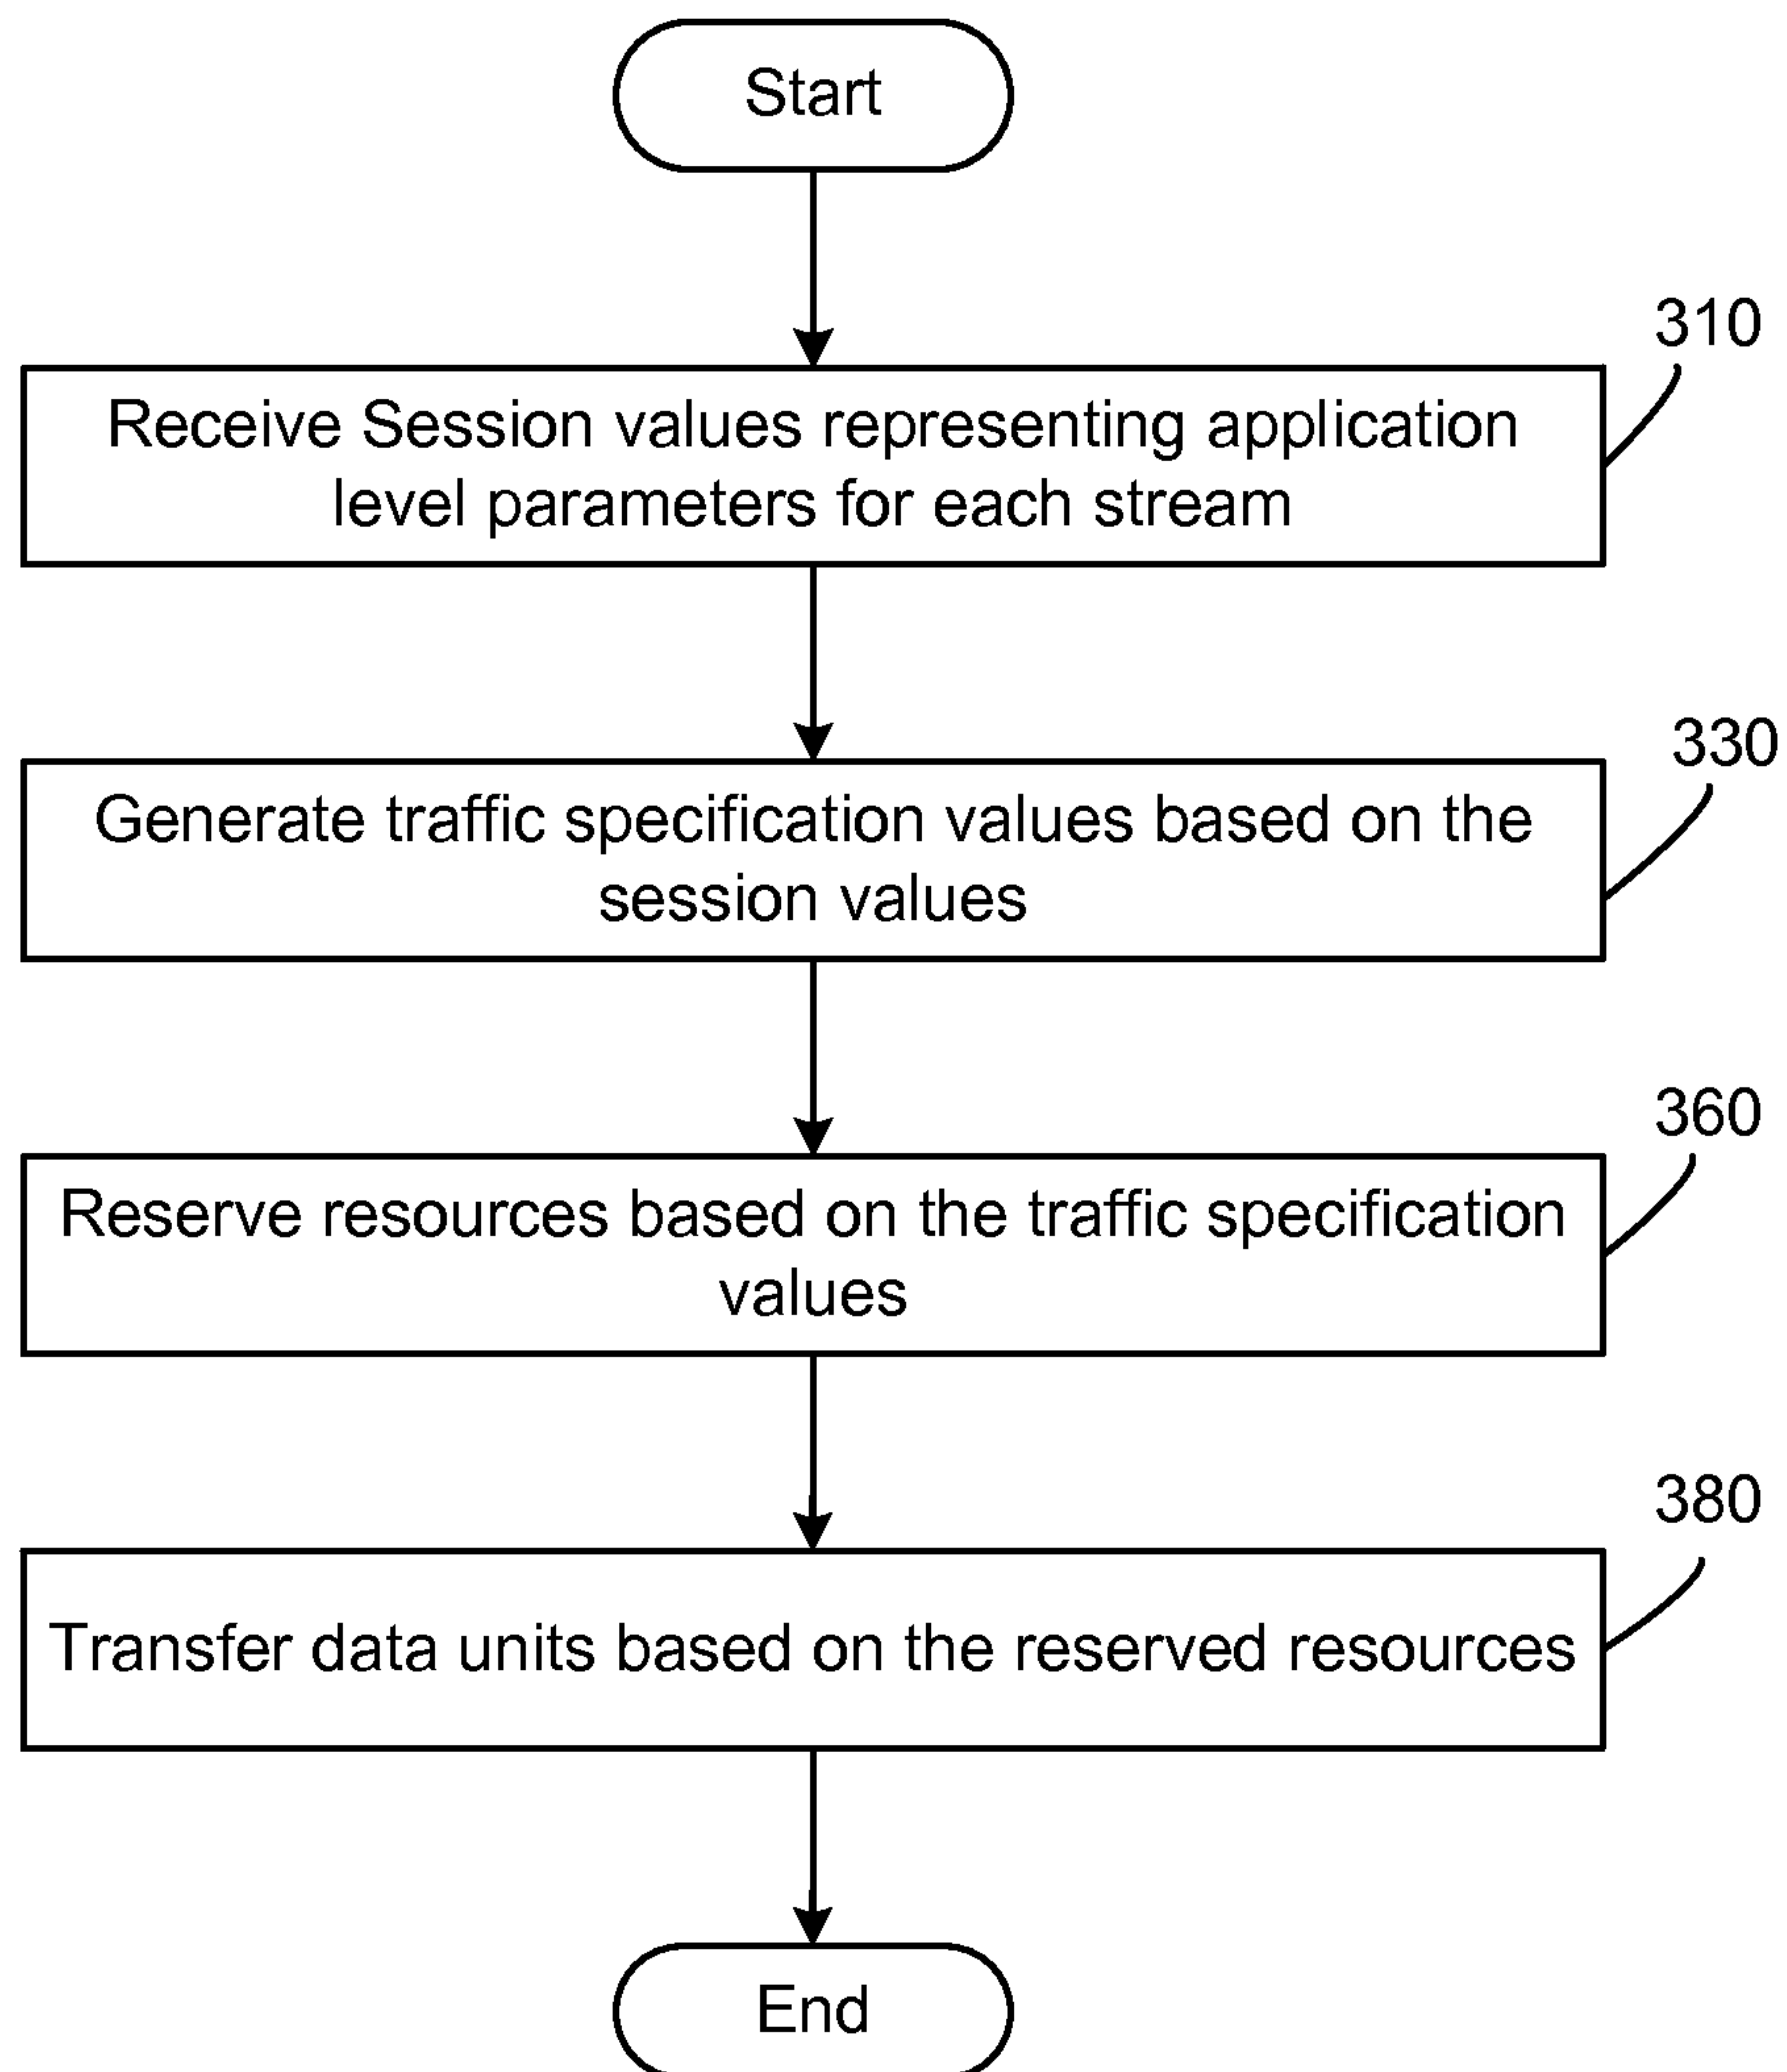 Start
310
Receive Session values representing application
level parameters for each stream
330
Generate traffic specification values based on the
session values
360
Reserve resources based on the traffic specification
values
380
Transfer data units based on the reserved resources
End